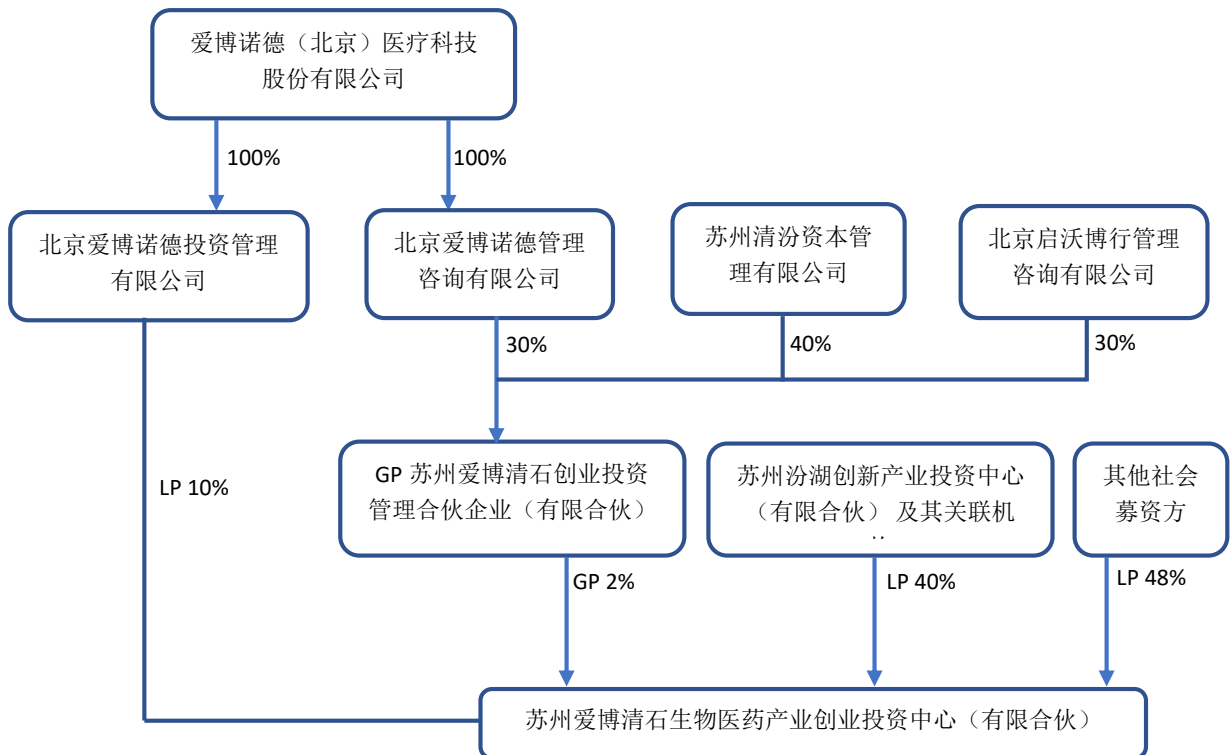 爱博诺德（北京）医疗科技
股份有限公司
100%
100%
北京爱博诺德投资管理
有限公司
北京爱博诺德管理
咨询有限公司
苏州清汾资本管
理有限公司
北京启沃博行管理
咨询有限公司
30%
40%
30%
LP 10%
GP 苏州爱博清石创业投资
管理合伙企业（有限合伙）
苏州汾湖创新产业投资中心
（有限合伙） 及其关联机
其他社会
募资方
GP 2%
LP 40%
LP 48%
苏州爱博清石生物医药产业创业投资中心（有限合伙）